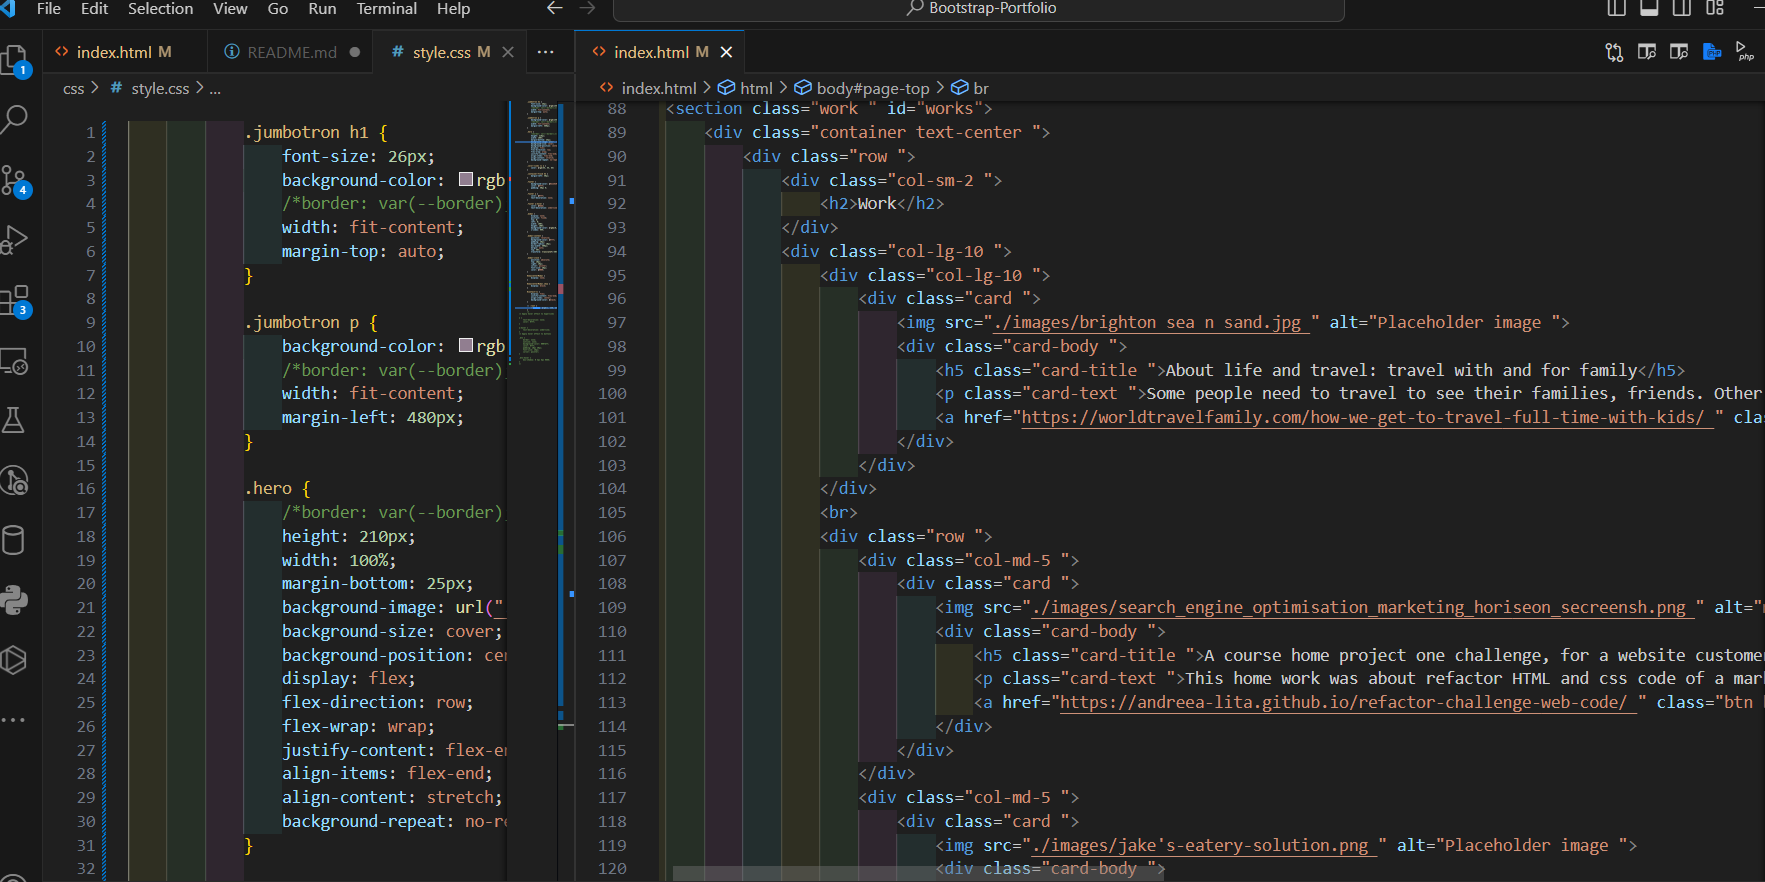 File Edit Selection View Go Run Terminal Help
Bootstrap-Portfolio
index.html M
README.md
# style.css M
index.html M
css > # style.css > ...
index.html > html > body#page-top > br
1
3
4
1 .jumbotron h1 {
2 font-size: 26px;
3 background-color: rgb
4 /*border: var(--border)
5 width: fit-content;
6 margin-top: auto;
7 }
8
9 .jumbotron p {
10 background-color: rgb
11 /*border: var(--border)
12 width: fit-content;
13 margin-left: 480px;
14 }
15
16 .hero {
17 /*border: var(--border)
18 height: 210px;
19 width: 100%;
20 margin-bottom: 25px;
21 background-image: url("_
22 background-size: cover;
23 background-position: cen
24 display: flex;
25 flex-direction: row;
26 flex-wrap: wrap;
27 justify-content: flex-en
28 align-items: flex-end;
29 align-content: stretch;
30 background-repeat: no-re
31 }
32
88 <section class="work " id="works">
89 <div class="container text-center ">
90 <div class="row ">
91 <div class="col-sm-2 ">
92 <h2>Work</h2>
93 </div>
94 <div class="col-lg-10 ">
95 <div class="col-lg-10 ">
96 <div class="card ">
97 <img src="./images/brighton sea n sand.jpg " alt="Placeholder image ">
98 <div class="card-body ">
99 <h5 class="card-title ">About life and travel: travel with and for family</h5>
100 <p class="card-text ">Some people need to travel to see their families, friends. Other
101 <a href="https://worldtravelfamily.com/how-we-get-to-travel-full-time-with-kids/ " clas
102 </div>
103 </div>
104 </div>
105 <br>
106 <div class="row ">
107 <div class="col-md-5 ">
108 <div class="card ">
109 <img src="./images/search_engine_optimisation_marketing_horiseon_secreensh.png " alt="
110 <div class="card-body ">
111 <h5 class="card-title ">A course home project one challenge, for a website custome
112 <p class="card-text ">This home work was about refactor HTML and css code of a mar
113 <a href="https://andreea-lita.github.io/refactor-challenge-web-code/ " class="btn
114 </div>
115 </div>
116 </div>
117 <div class="col-md-5 ">
118 <div class="card ">
119 <img src="./images/jake's-eatery-solution.png " alt="Placeholder image ">
120 <div class="card-body ">